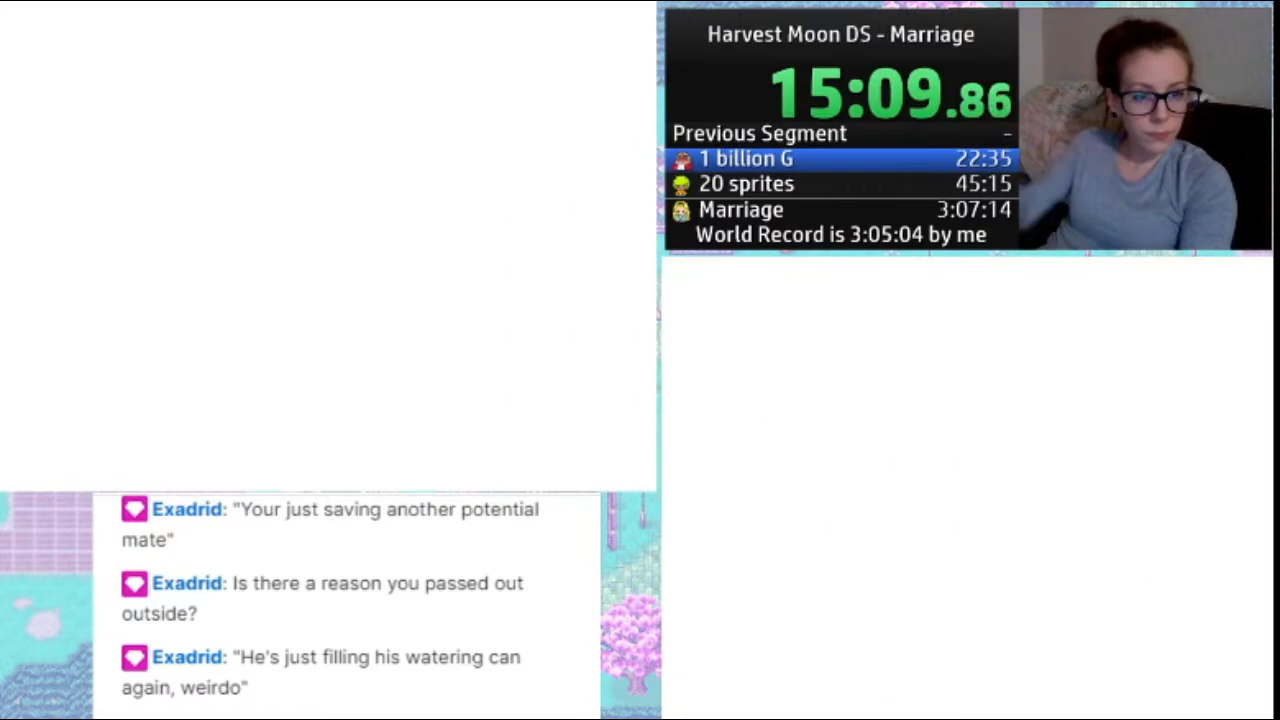 Harvest Moon DS - Marriage
15:09.86
Previous Segment -
1 billion G 22:35
20 sprites 45:15
Marriage 3:07:14
World Record is 3:05:04 by me
Exadrid: "Your just saving another potential
mate"
Exadrid: Is there a reason you passed out
outside?
Exadrid: "He's just filling his watering can
again, weirdo"